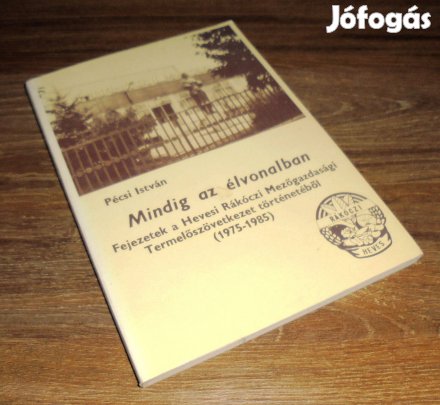 Jófogás
Pécsi István
Mindig az élvonalban
Fejezetek a Hevesi Rákóczi Mezőgazdasági
Termelőszövetkezet történetéből
(1975-1985)
RÁKÓCZI
HEVES